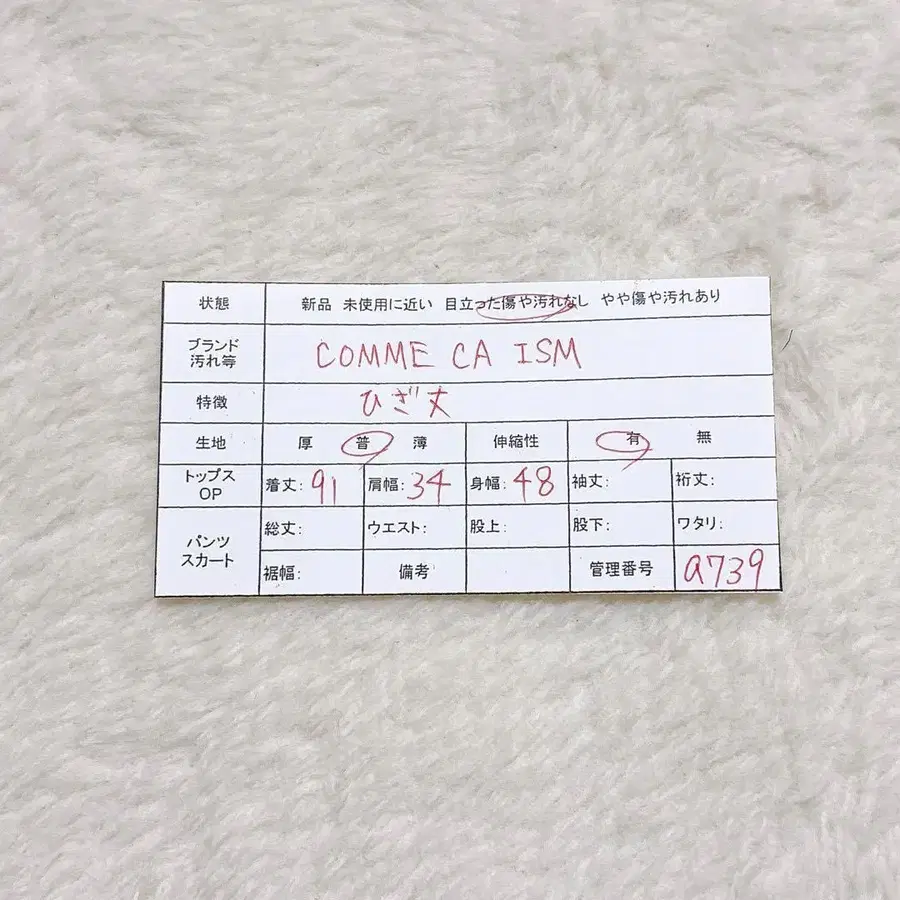 状態 新品 未使用に近い 目立った傷や汚れなし やや傷や汚れあり
ブランド
汚れ等
COMME CA ISM
特徴 ひざ丈
生地 厚 普 薄 伸縮性 有 無
トップス
OP
着丈: 91 肩幅: 34 身幅: 48 袖丈: 裄丈:
パンツ
スカート
総丈: ウエスト: 股上: 股下: ワタリ:
裾幅: 備考 管理番号 a739